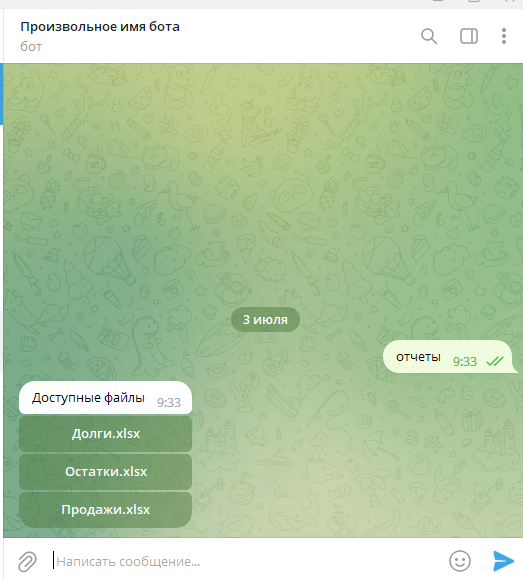 Произвольное имя бота
бот
3 июля
отчеты 9:33
Доступные файлы 9:33
Долги.xlsx
Остатки.xlsx
Продажи.xlsx
Написать сообщение...